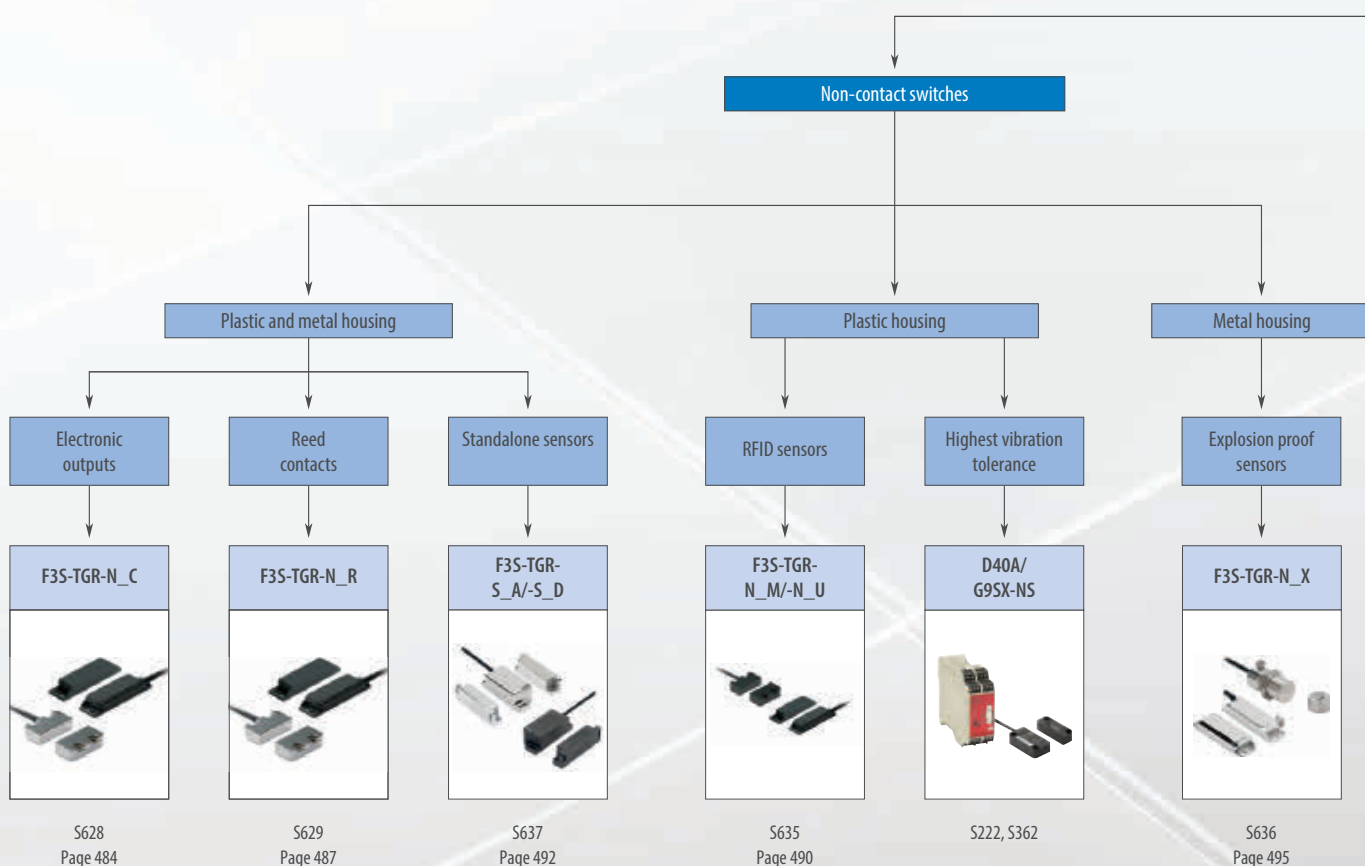 Non-contact switches
Plastic and metal housing
Plastic housing
Metal housing
Electronic
outputs
Reed
contacts
Standalone sensors
RFID sensors
Highest vibration
tolerance
Explosion proof
sensors
F3S-TGR-N_C
F3S-TGR-N_R
F3S-TGR-
S_A/-S_D
F3S-TGR-
N_M/-N_U
D40A/
G9SX-NS
F3S-TGR-N_X
S628
Page 484
S629
Page 487
S637
Page 492
S635
Page 490
S222, S362
S636
Page 495